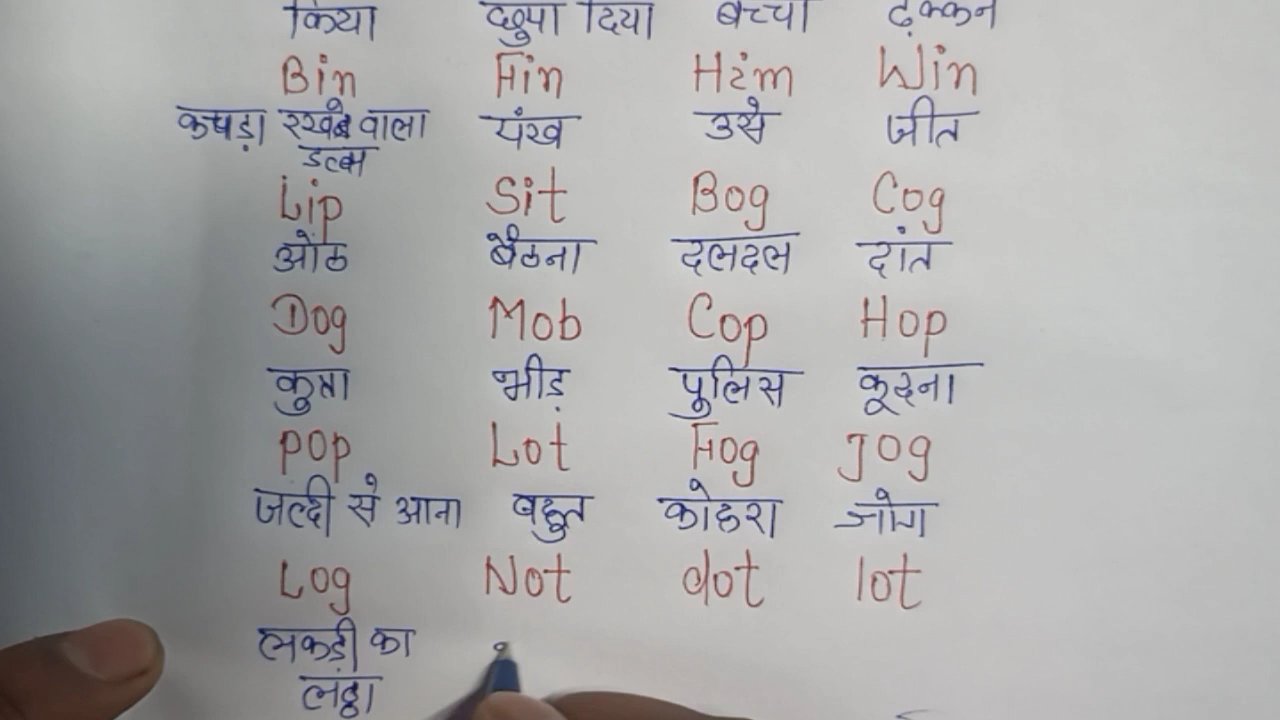 किया छुपा दिया बच्चा ढ़क्कन
Bin Fin Him Win
कचड़ा रखने वाला पंख उसे जीत
डब्बा
Lip Sit Bog Cog
ओंठ बैठना दलदल दांत
Dog Mob Cop Hop
कुत्ता भीड़ पुलिस कूदना
Pop Lot Fog Jog
जल्दी से आना बहुत कोहरा जोग
Log Not dot lot
लकड़ी का
लट्ठा